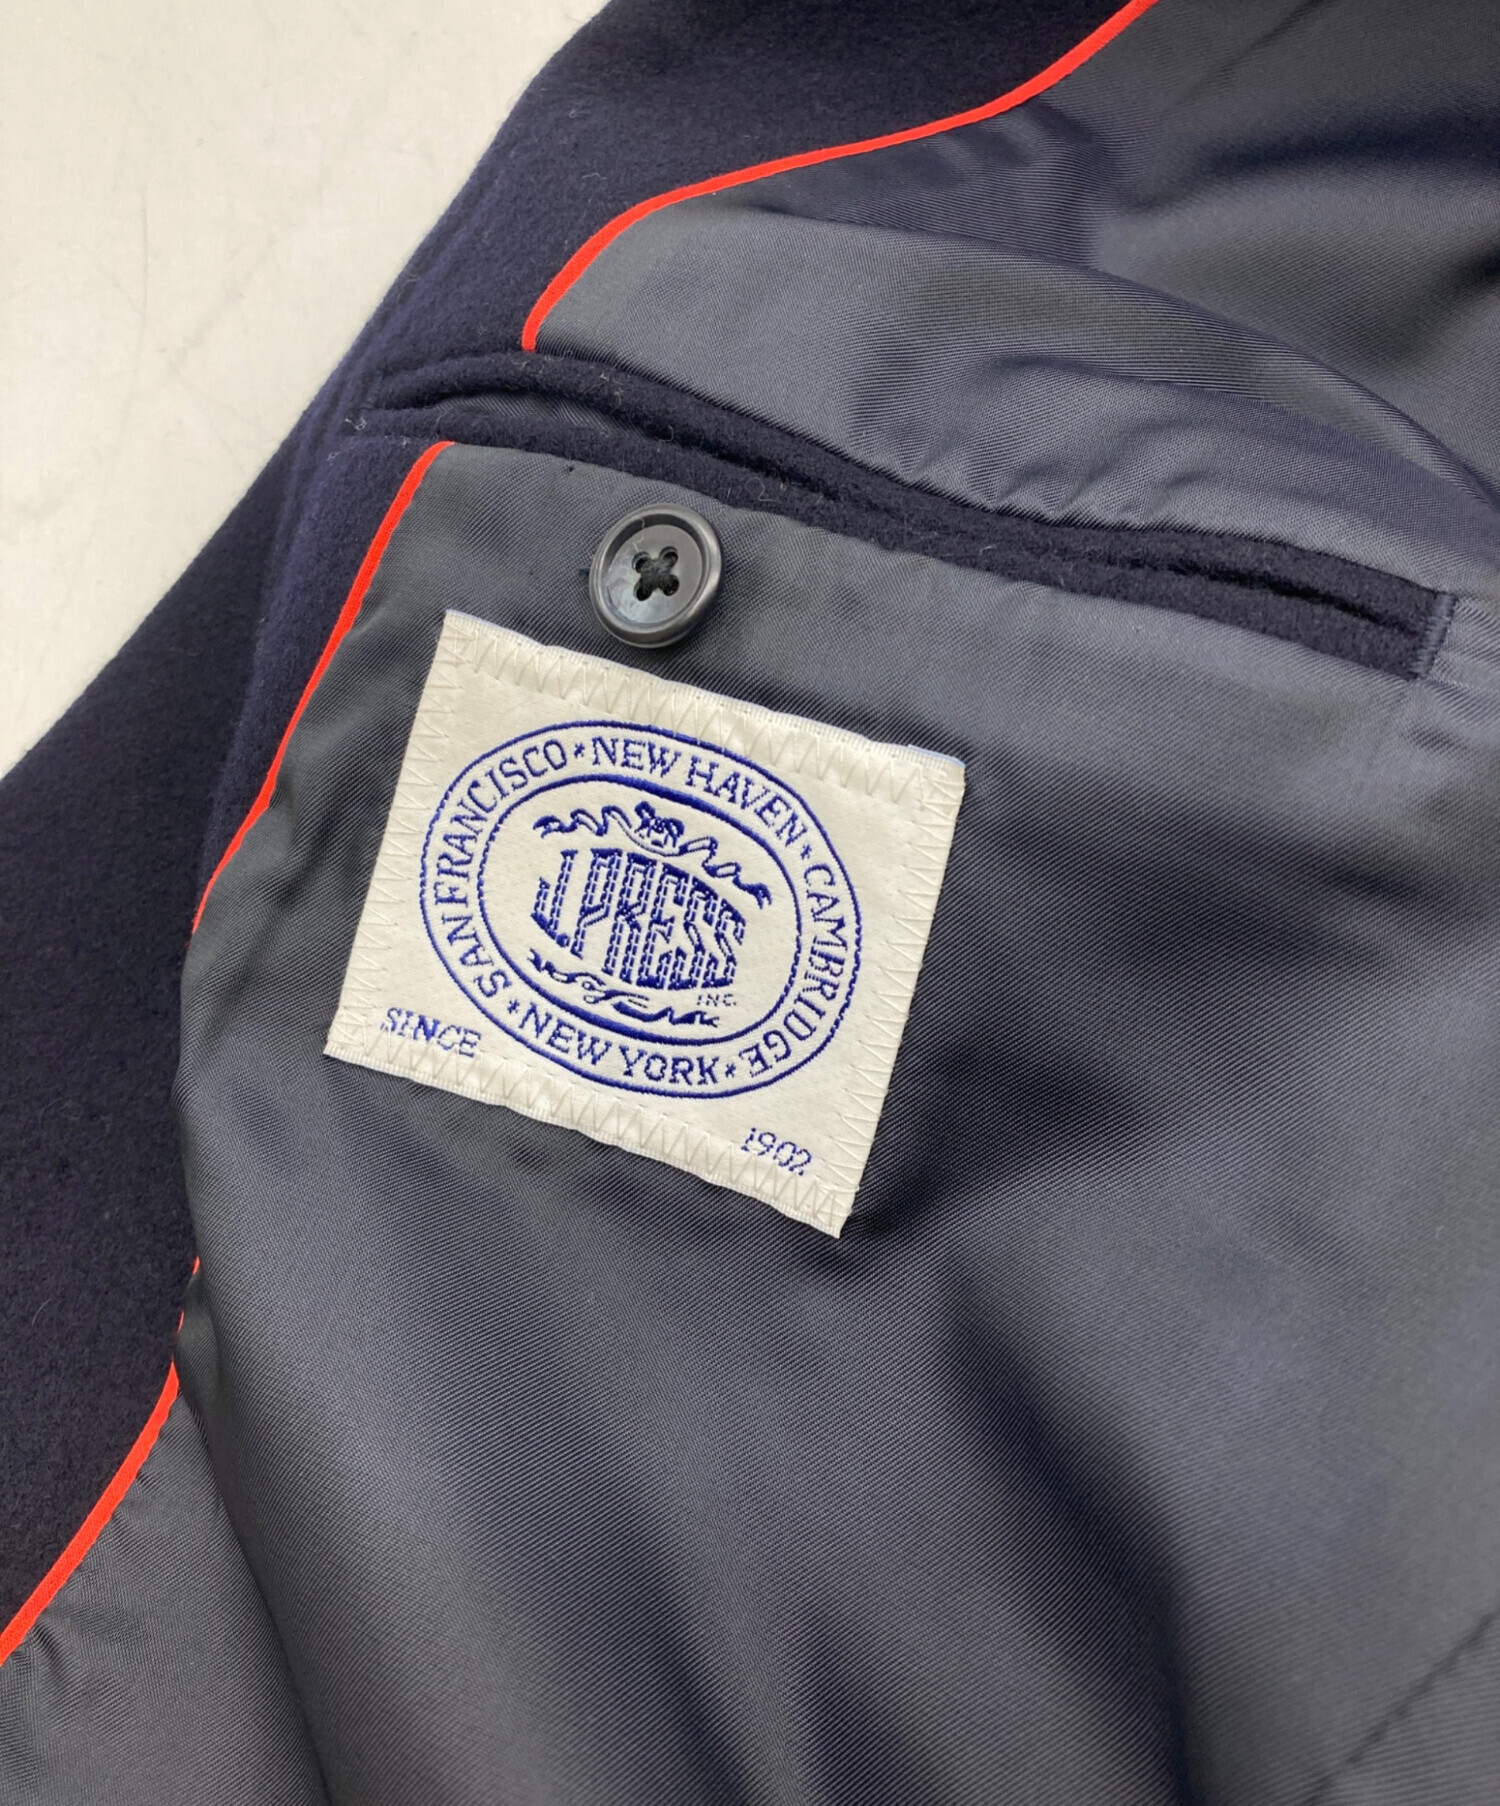 SAN FRANCISCO * NEW HAVEN * CAMBRIDGE * NEW YORK *
J.PRESS
INC.
SINCE 1902